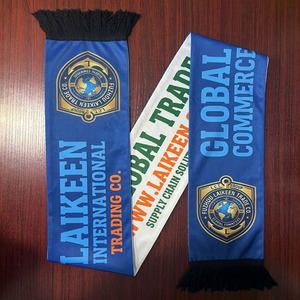 FUZHOU LAIKEEN TRADE CO
LAIKEEN
INTERNATIONAL
TRADING CO.
GLOBAL TRADE
WWW LAIKEEN
SUPPLY CHAIN
GLOBAL
COMMERCE
FUZHOU LAIKEEN TRADE CO